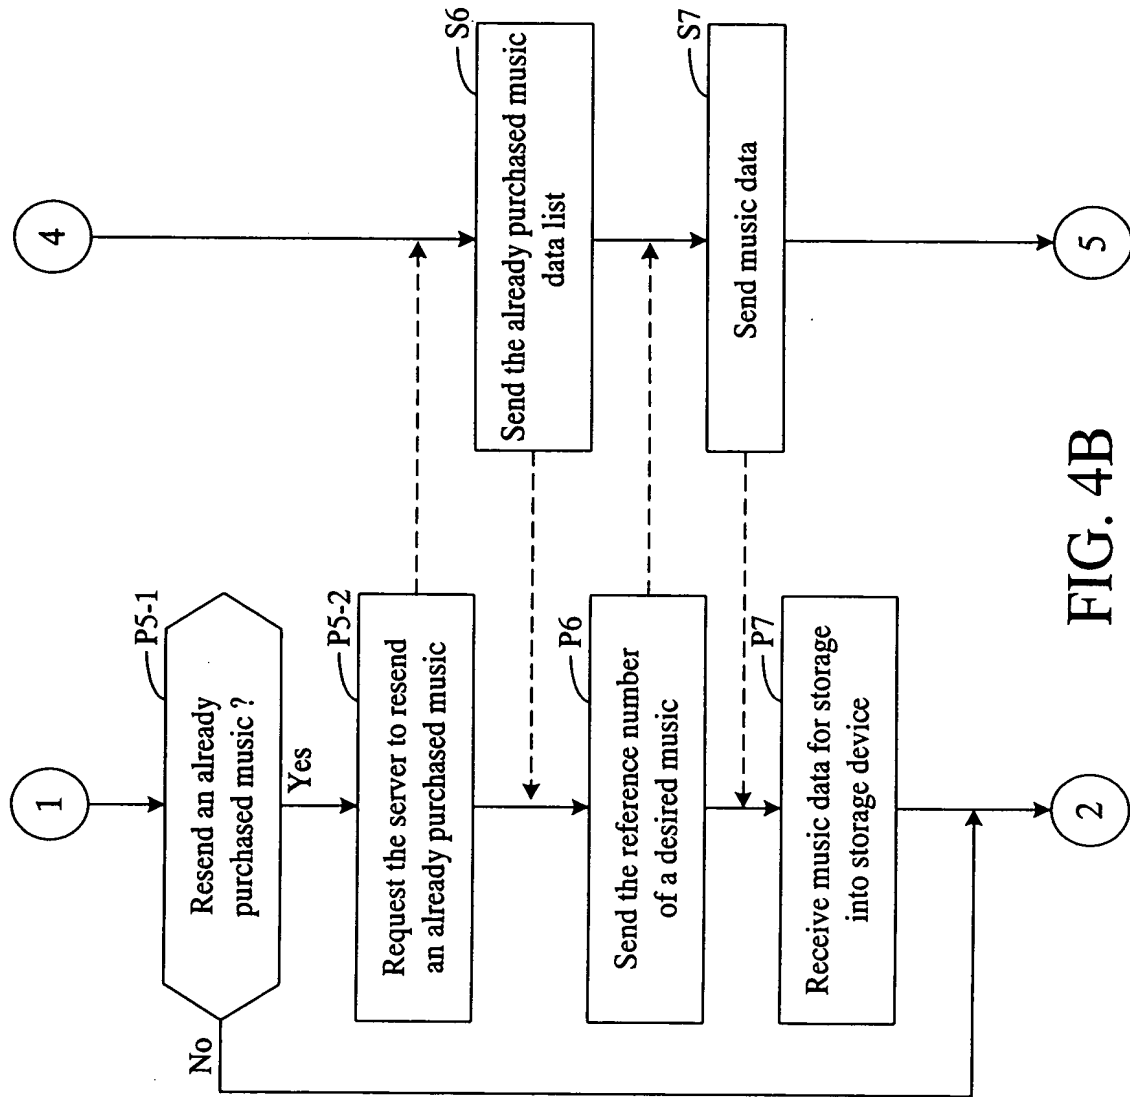 1
P5-1
Resend an already
purchased music ?
Yes
No
P5-2
Request the server to resend
an already purchased music
P6
Send the reference number
of a desired music
P7
Receive music data for storage
into storage device
2
4
S6
Send the already purchased music
data list
S7
Send music data
5
FIG. 4B